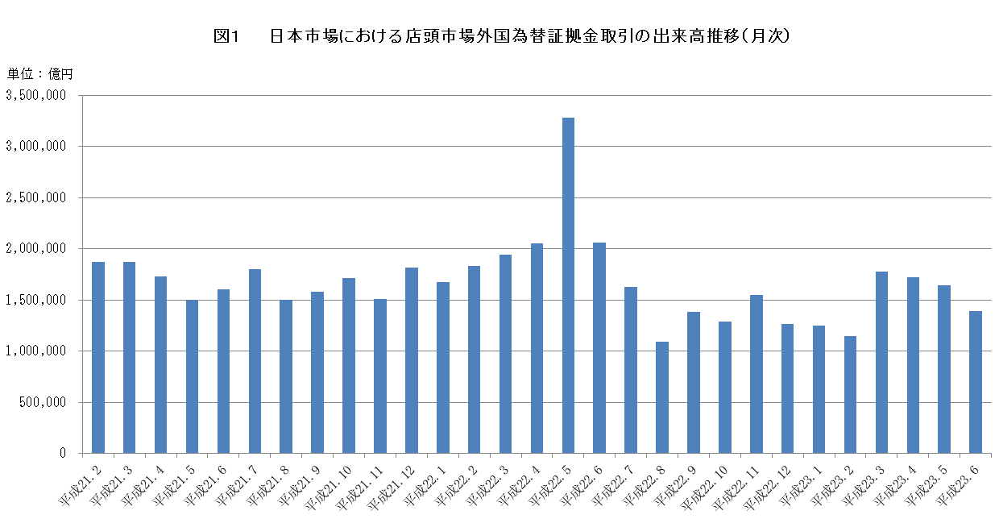 図1 日本市場における店頭市場外国為替証拠金取引の出来高推移(月次)
単位：億円
3,500,000
3,000,000
2,500,000
2,000,000
1,500,000
1,000,000
500,000
0
平成21.2
平成21.3
平成21.4
平成21.5
平成21.6
平成21.7
平成21.8
平成21.9
平成21.10
平成21.11
平成21.12
平成22.1
平成22.2
平成22.3
平成22.4
平成22.5
平成22.6
平成22.7
平成22.8
平成22.9
平成22.10
平成22.11
平成22.12
平成23.1
平成23.2
平成23.3
平成23.4
平成23.5
平成23.6